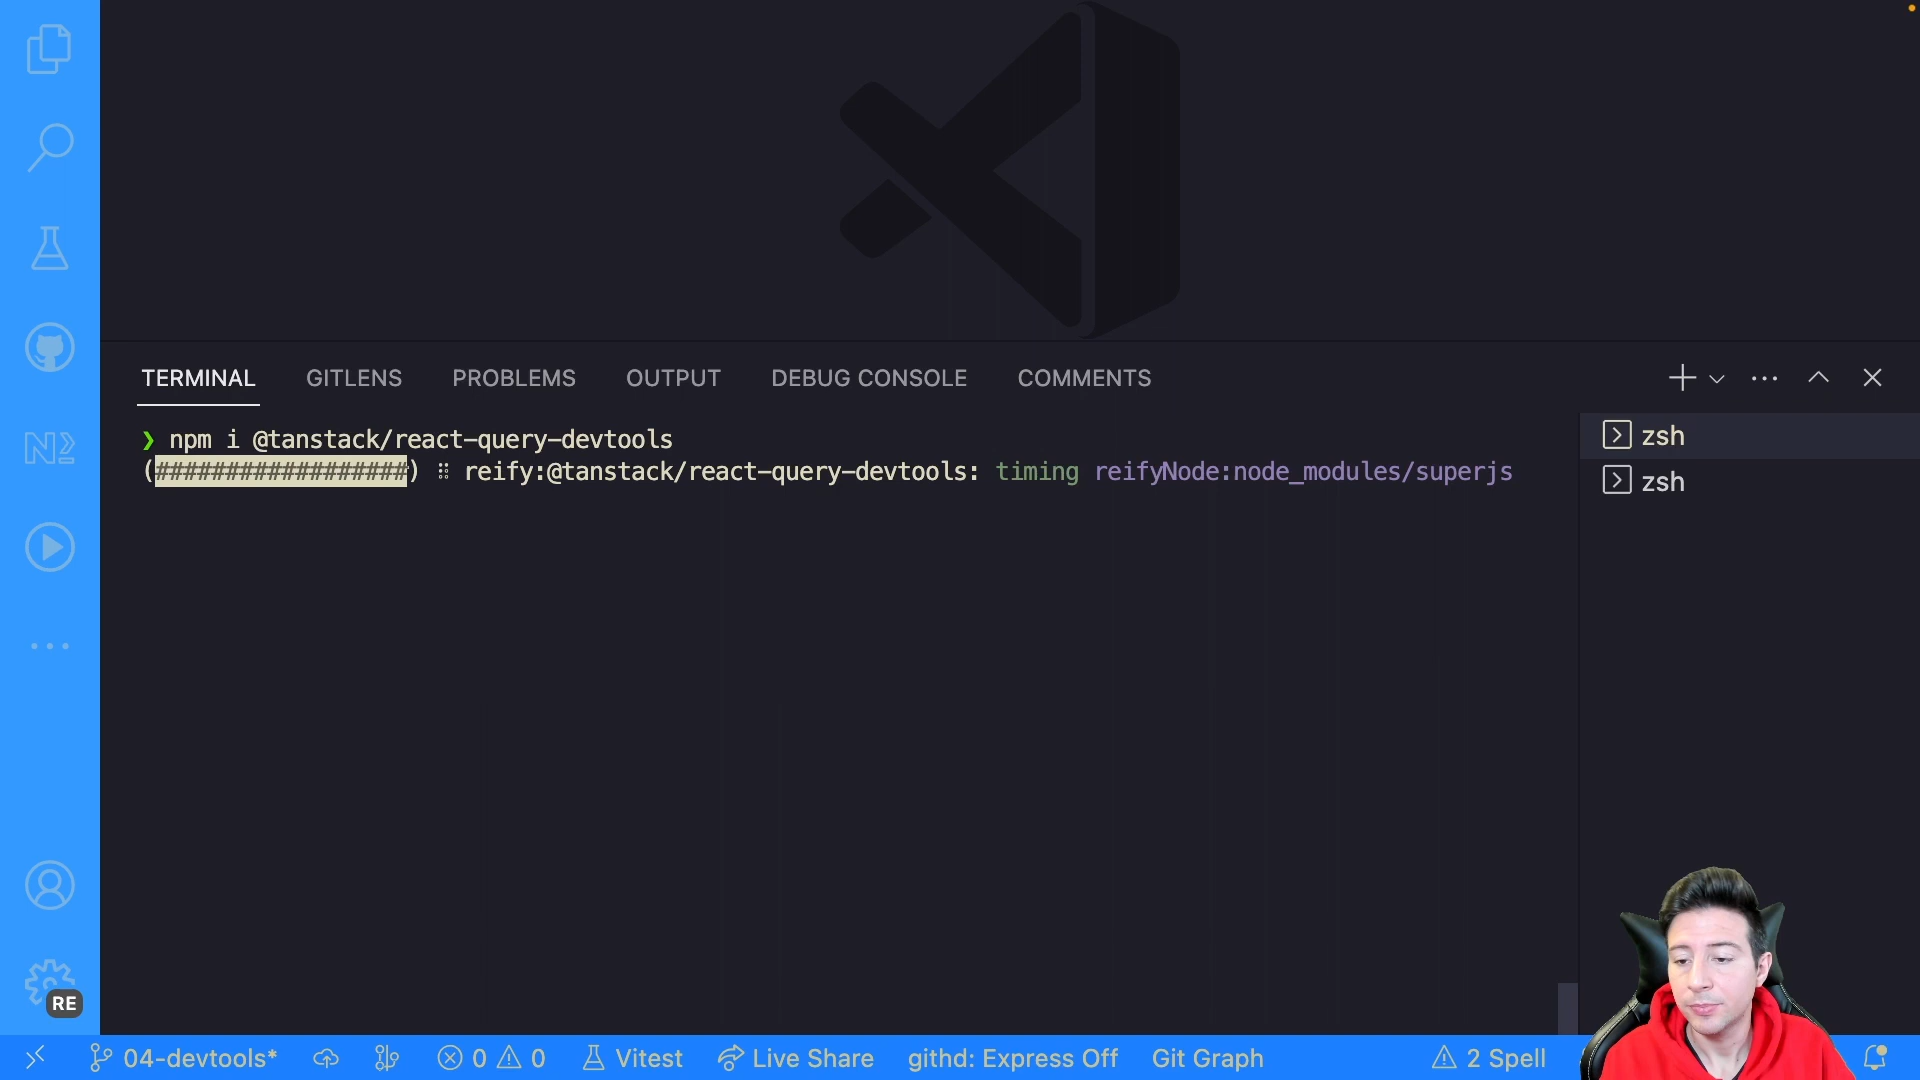 TERMINAL GITLENS PROBLEMS OUTPUT DEBUG CONSOLE COMMENTS
❯ npm i @tanstack/react-query-devtools
(##################) ⠿ reify:@tanstack/react-query-devtools: timing reifyNode:node_modules/superjs
zsh
zsh
RE
04-devtools* 0 0 Vitest Live Share githd: Express Off Git Graph 2 Spell